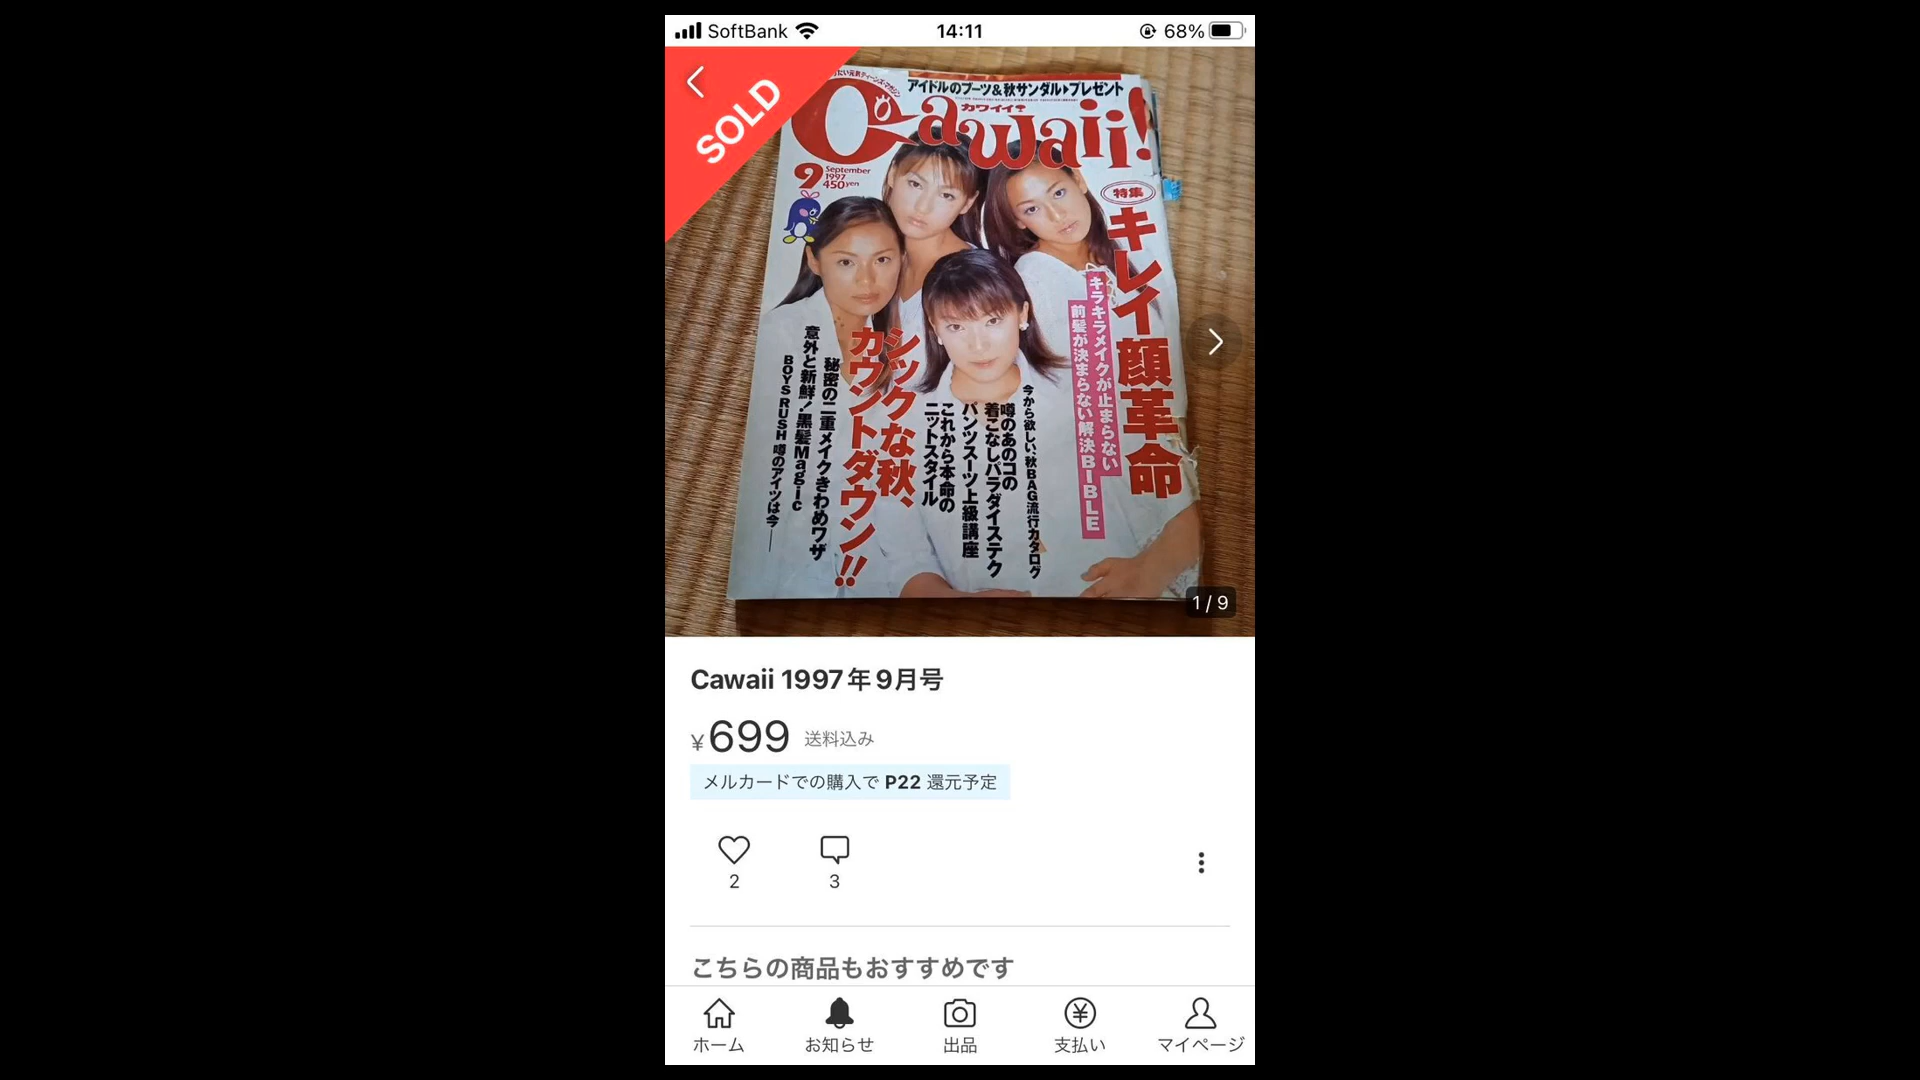 SoftBank
14:11
68%
SOLD
アイドルのブーツ&秋サンダル▶プレゼント
Cawaii!
カワイイ!
9
September
1997
450yen
特集
キレイ顔革命
キラキラメイクが止まらない
前髪が決まらない解決BIBLE
今から欲しい、秋BAG流行カタログ
噂のあのコの
着こなしパラダイステク
パンツスーツ上級講座
これから本命の
ニットスタイル
シックな秋、
カウントダウン!!
秘密の二重メイクきわめワザ
意外と新鮮!黒髪Magic
BOYS RUSH 噂のアイツは今—
1 / 9
Cawaii 1997年9月号
¥699 送料込み
メルカードでの購入で P22 還元予定
2
3
こちらの商品もおすすめです
ホーム
お知らせ
出品
支払い
マイページ